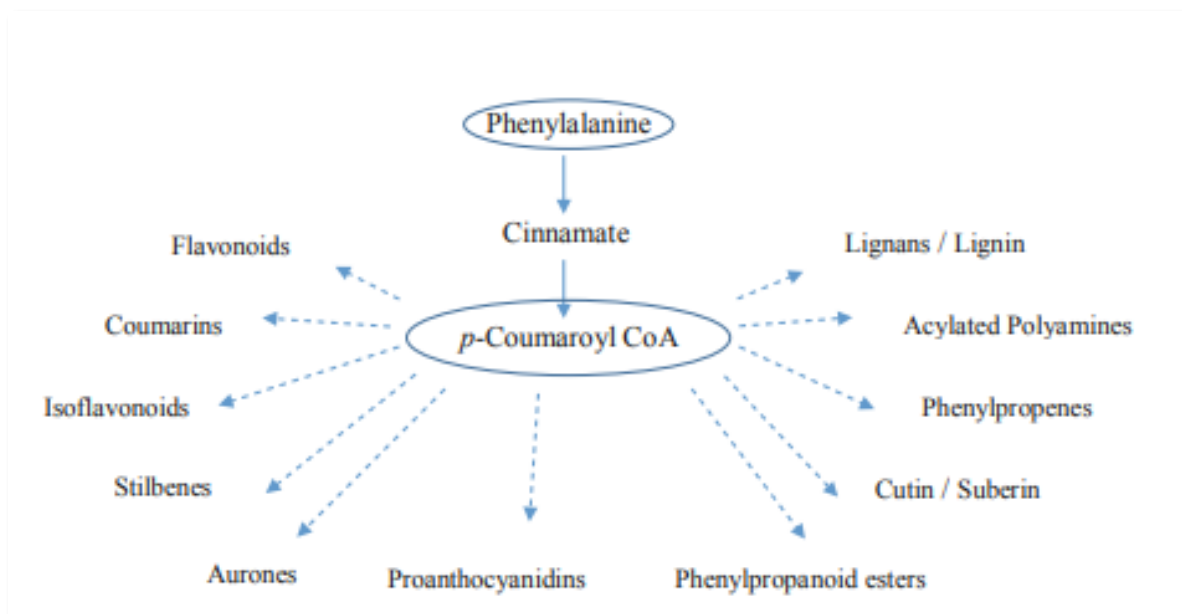 Phenylalanine
Cinnamate
Flavonoids
Lignans / Lignin
Coumarins
p-Coumaroyl CoA
Acylated Polyamines
Isoflavonoids
Phenylpropenes
Stilbenes
Cutin / Suberin
Aurones
Proanthocyanidins
Phenylpropanoid esters